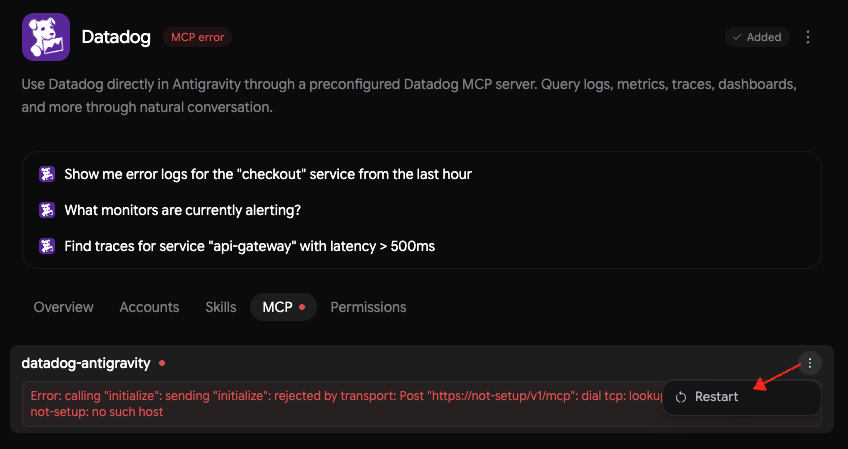 Datadog MCP error Added
Use Datadog directly in Antigravity through a preconfigured Datadog MCP server. Query logs, metrics, traces, dashboards,
and more through natural conversation.
Show me error logs for the "checkout" service from the last hour
What monitors are currently alerting?
Find traces for service "api-gateway" with latency > 500ms
Overview Accounts Skills MCP Permissions
datadog-antigravity
Error: calling "initialize": sending "initialize": rejected by transport: Post "https://not-setup/v1/mcp": dial tcp: lookup
Restart
not-setup: no such host